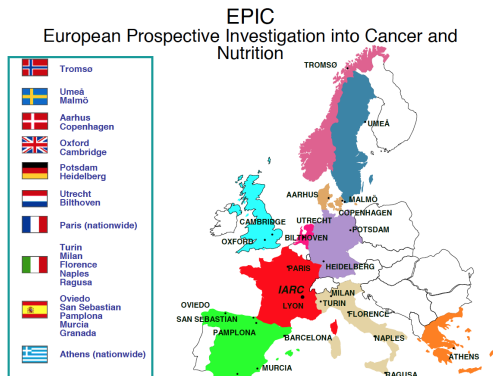 EPIC
European Prospective Investigation into Cancer and
Nutrition
Tromsø
Umeå
Malmö
Aarhus
Copenhagen
Oxford
Cambridge
Potsdam
Heidelberg
Utrecht
Bilthoven
Paris (nationwide)
Turin
Milan
Florence
Naples
Ragusa
Oviedo
San Sebastian
Pamplona
Murcia
Granada
Athens (nationwide)
TROMSØ
UMEÅ
AARHUS
MALMÖ
COPENHAGEN
CAMBRIDGE
UTRECHT
POTSDAM
OXFORD
BILTHOVEN
PARIS
HEIDELBERG
IARC
LYON
MILAN
TURIN
OVIEDO
FLORENCE
SAN SEBASTIAN
PAMPLONA
BARCELONA
NAPLES
ATHENS
MURCIA
RAGUSA